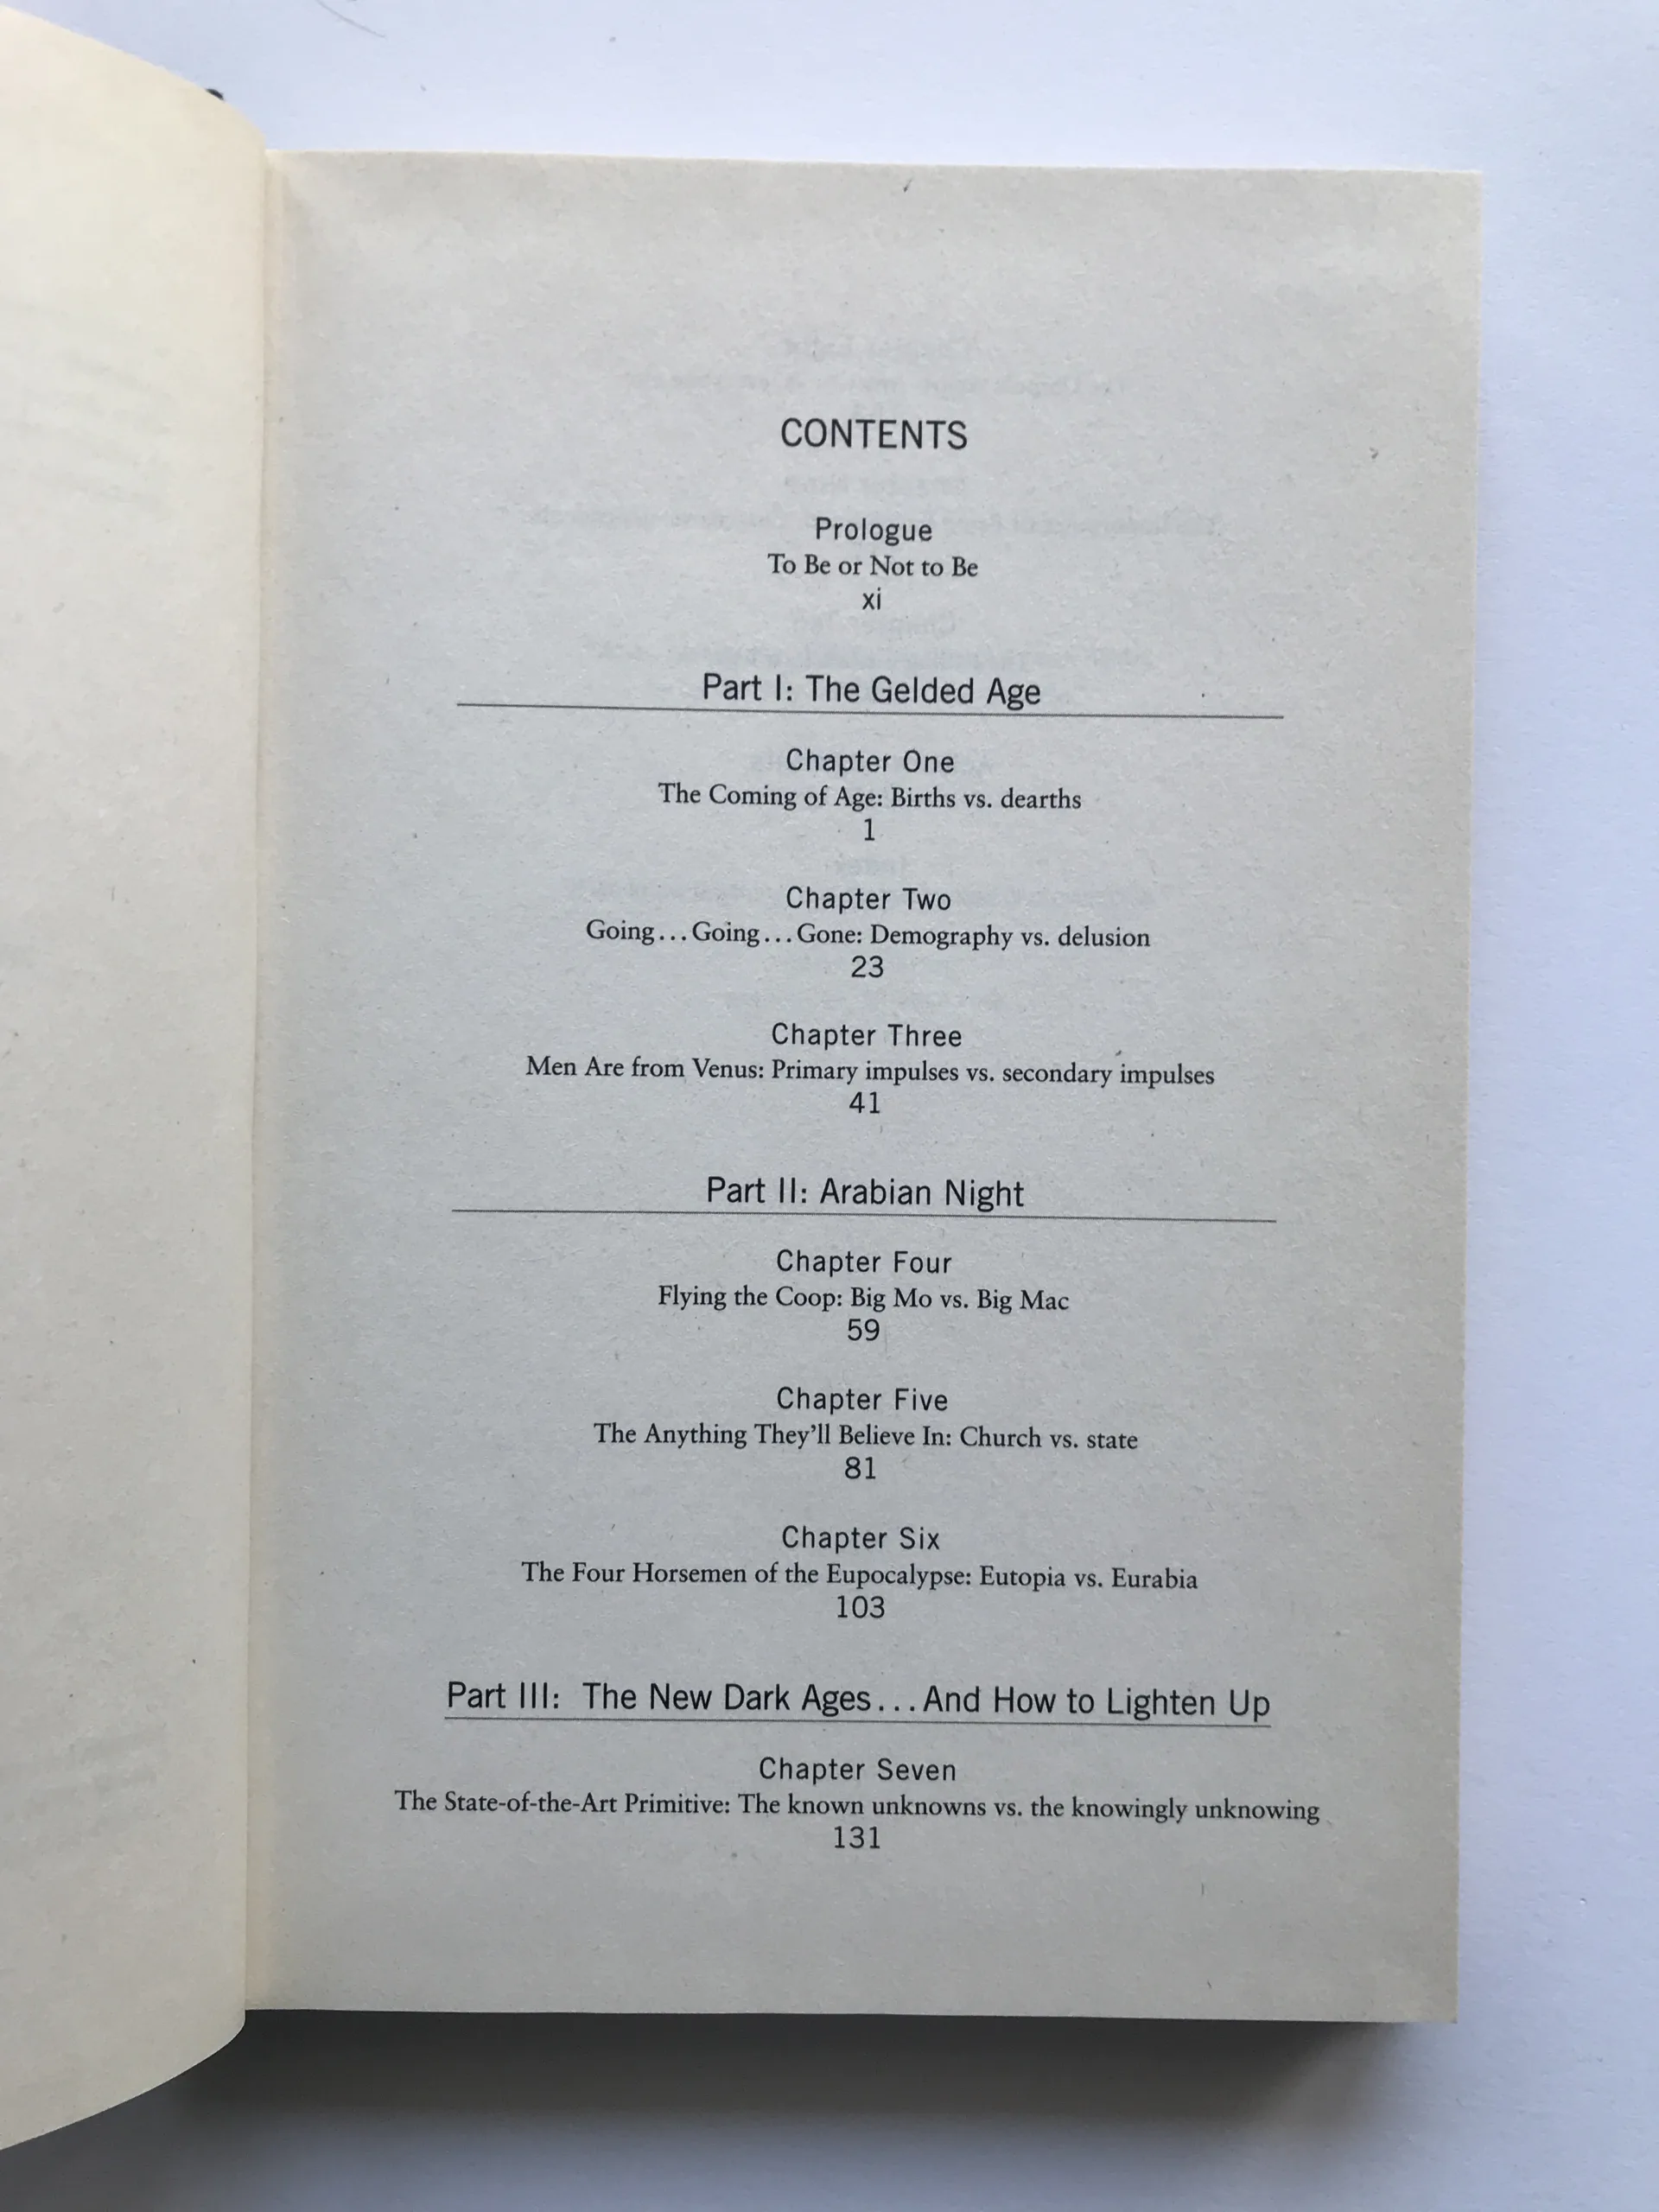 CONTENTS
Prologue
To Be or Not to Be
xi
Part I: The Gelded Age
Chapter One
The Coming of Age: Births vs. dearths
1
Chapter Two
Going...Going...Gone: Demography vs. delusion
23
Chapter Three
Men Are from Venus: Primary impulses vs. secondary impulses
41
Part II: Arabian Night
Chapter Four
Flying the Coop: Big Mo vs. Big Mac
59
Chapter Five
The Anything They'll Believe In: Church vs. state
81
Chapter Six
The Four Horsemen of the Eupocalypse: Eutopia vs. Eurabia
103
Part III: The New Dark Ages...And How to Lighten Up
Chapter Seven
The State-of-the-Art Primitive: The known unknowns vs. the knowingly unknowing
131